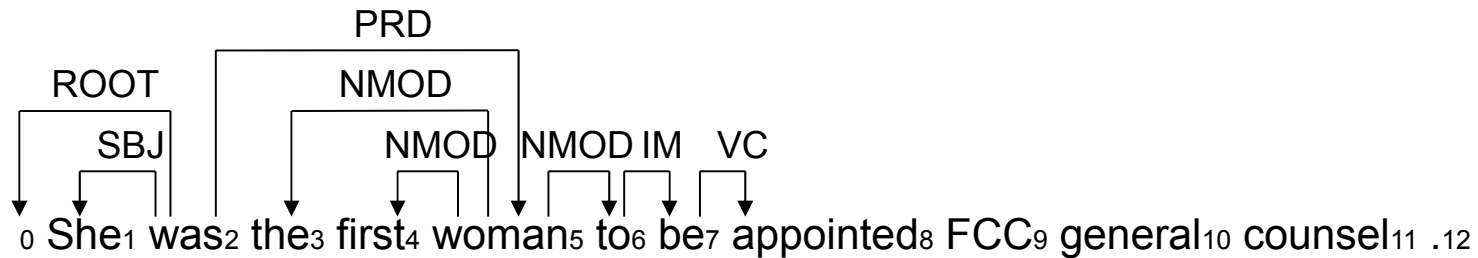 PRD
ROOT NMOD
SBJ NMOD NMOD IM VC
0 She1 was2 the3 first4 woman5 to6 be7 appointed8 FCC9 general10 counsel11 .12